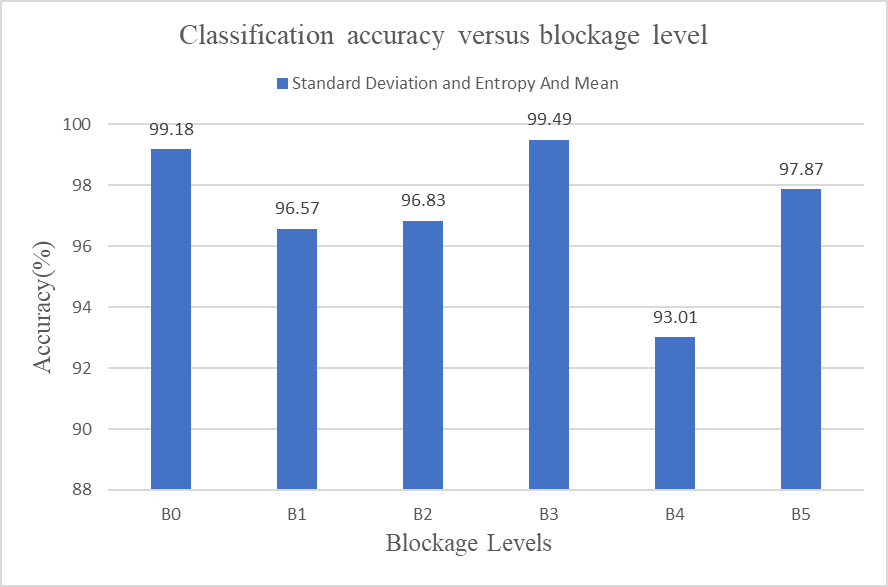 Classification accuracy versus blockage level
Standard Deviation and Entropy And Mean
100
98
96
94
92
90
88
Accuracy(%)
99.18
96.57
96.83
99.49
93.01
97.87
B0 B1 B2 B3 B4 B5
Blockage Levels